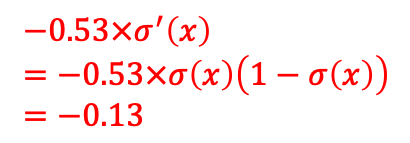 −0.53×σ′(x)
= −0.53×σ(x)(1 − σ(x))
= −0.13